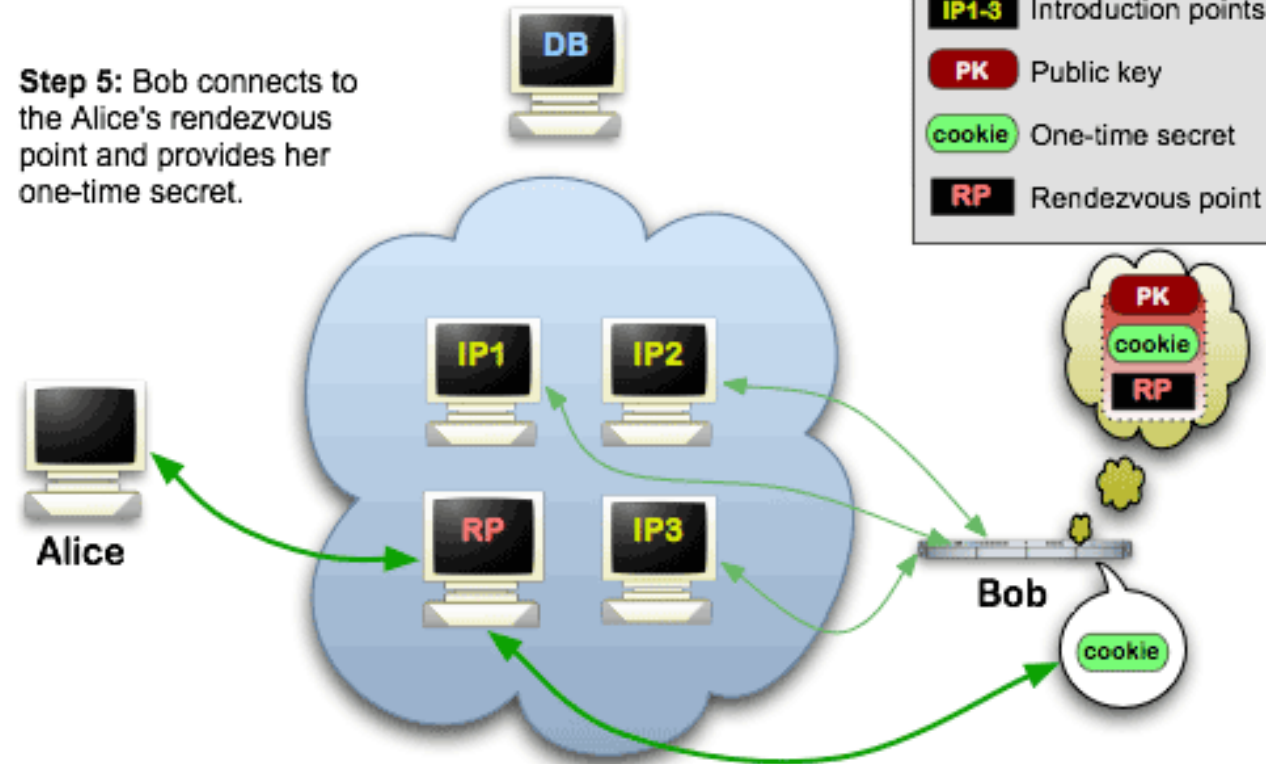 DB
Step 5: Bob connects to
the Alice's rendezvous
point and provides her
one-time secret.
IP1-3 Introduction points
PK Public key
cookie One-time secret
RP Rendezvous point
PK
cookie
RP
IP1 IP2
RP IP3
Alice
Bob
cookie